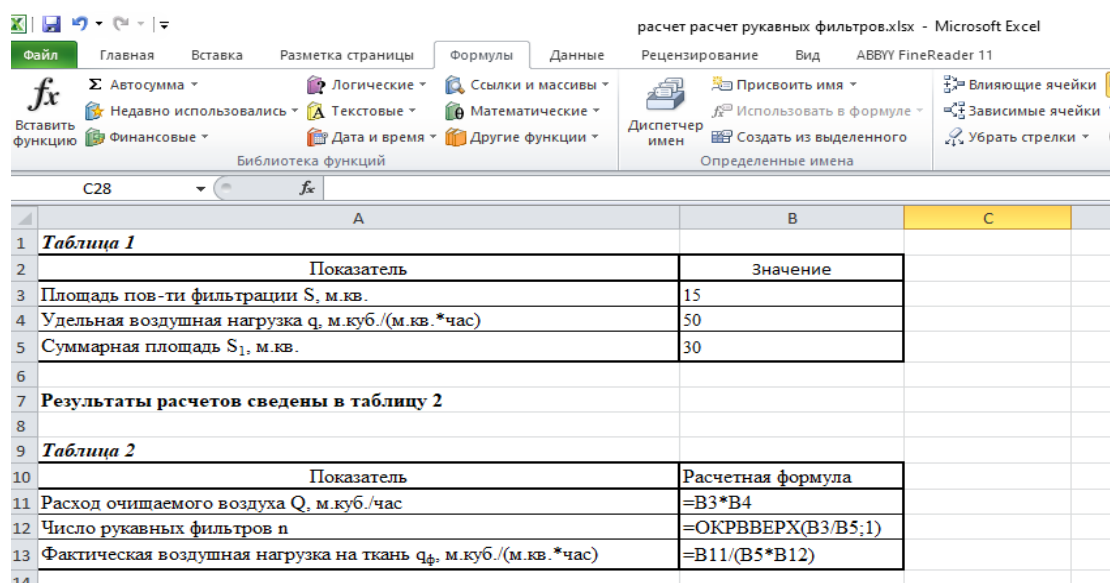 расчет расчет рукавных фильтров.xlsx - Microsoft Excel
Файл Главная Вставка Разметка страницы Формулы Данные Рецензирование Вид ABBYY FineReader 11
fx Вставить функцию
Σ Автосумма
Недавно использовались
Финансовые
Логические
Текстовые
Дата и время
Ссылки и массивы
Математические
Другие функции
Библиотека функций
Диспетчер имен
Присвоить имя
Использовать в формуле
Создать из выделенного
Определенные имена
Влияющие ячейки
Зависимые ячейки
Убрать стрелки
C28 fx
A B C
1 Таблица 1
2 Показатель Значение
3 Площадь пов-ти фильтрации S, м.кв. 15
4 Удельная воздушная нагрузка q, м.куб./(м.кв.*час) 50
5 Суммарная площадь S₁, м.кв. 30
6
7 Результаты расчетов сведены в таблицу 2
8
9 Таблица 2
10 Показатель Расчетная формула
11 Расход очищаемого воздуха Q, м.куб./час =B3*B4
12 Число рукавных фильтров n =ОКРВВЕРХ(B3/B5;1)
13 Фактическая воздушная нагрузка на ткань qф, м.куб./(м.кв.*час) =B11/(B5*B12)
14